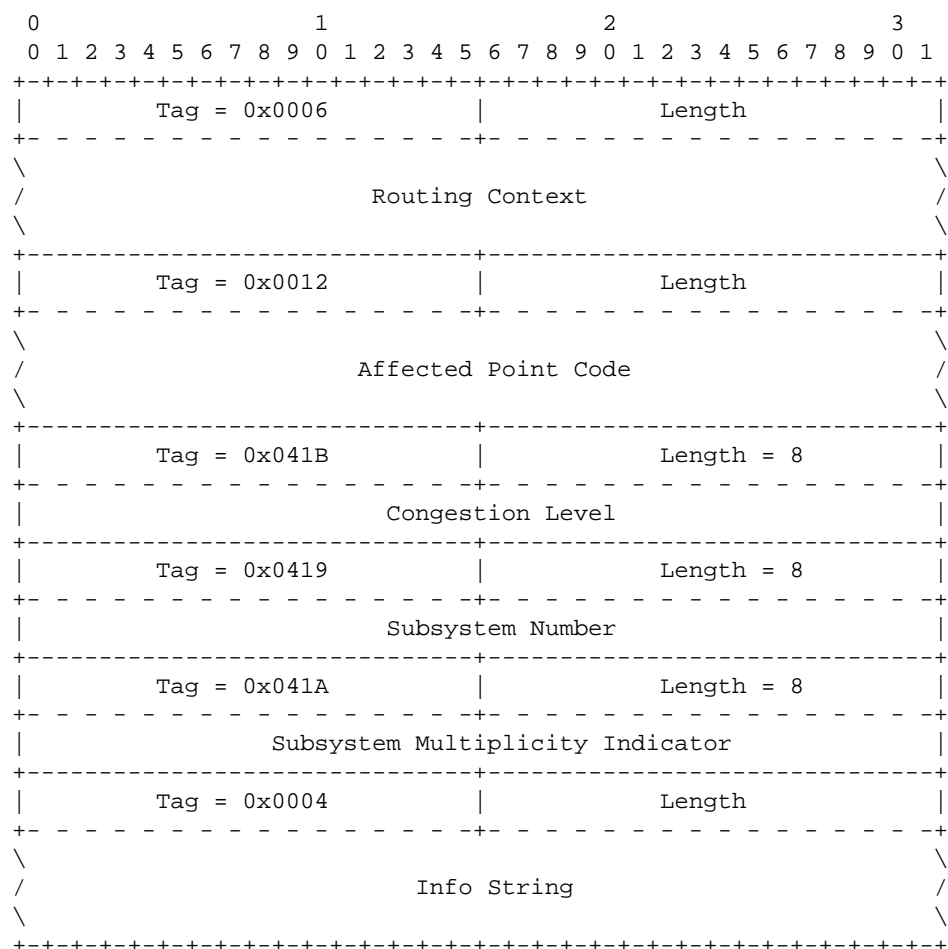 0                   1                   2                   3
 0 1 2 3 4 5 6 7 8 9 0 1 2 3 4 5 6 7 8 9 0 1 2 3 4 5 6 7 8 9 0 1
+-+-+-+-+-+-+-+-+-+-+-+-+-+-+-+-+-+-+-+-+-+-+-+-+-+-+-+-+-+-+-+-+
|         Tag = 0x0006          |            Length             |
+- - - - - - - - - - - - - - - -+- - - - - - - - - - - - - - - -+
\                                                               \
/                        Routing Context                        /
\                                                               \
+-------------------------------+-------------------------------+
|         Tag = 0x0012          |            Length             |
+- - - - - - - - - - - - - - - -+- - - - - - - - - - - - - - - -+
\                                                               \
/                       Affected Point Code                     /
\                                                               \
+-------------------------------+-------------------------------+
|         Tag = 0x041B          |            Length = 8         |
+- - - - - - - - - - - - - - - -+- - - - - - - - - - - - - - - -+
|                         Congestion Level                      |
+-------------------------------+-------------------------------+
|         Tag = 0x0419          |            Length = 8         |
+- - - - - - - - - - - - - - - -+- - - - - - - - - - - - - - - -+
|                         Subsystem Number                      |
+-------------------------------+-------------------------------+
|         Tag = 0x041A          |            Length = 8         |
+- - - - - - - - - - - - - - - -+- - - - - - - - - - - - - - - -+
|                 Subsystem Multiplicity Indicator              |
+-------------------------------+-------------------------------+
|         Tag = 0x0004          |            Length             |
+- - - - - - - - - - - - - - - -+- - - - - - - - - - - - - - - -+
\                                                               \
/                           Info String                         /
\                                                               \
+-+-+-+-+-+-+-+-+-+-+-+-+-+-+-+-+-+-+-+-+-+-+-+-+-+-+-+-+-+-+-+-+